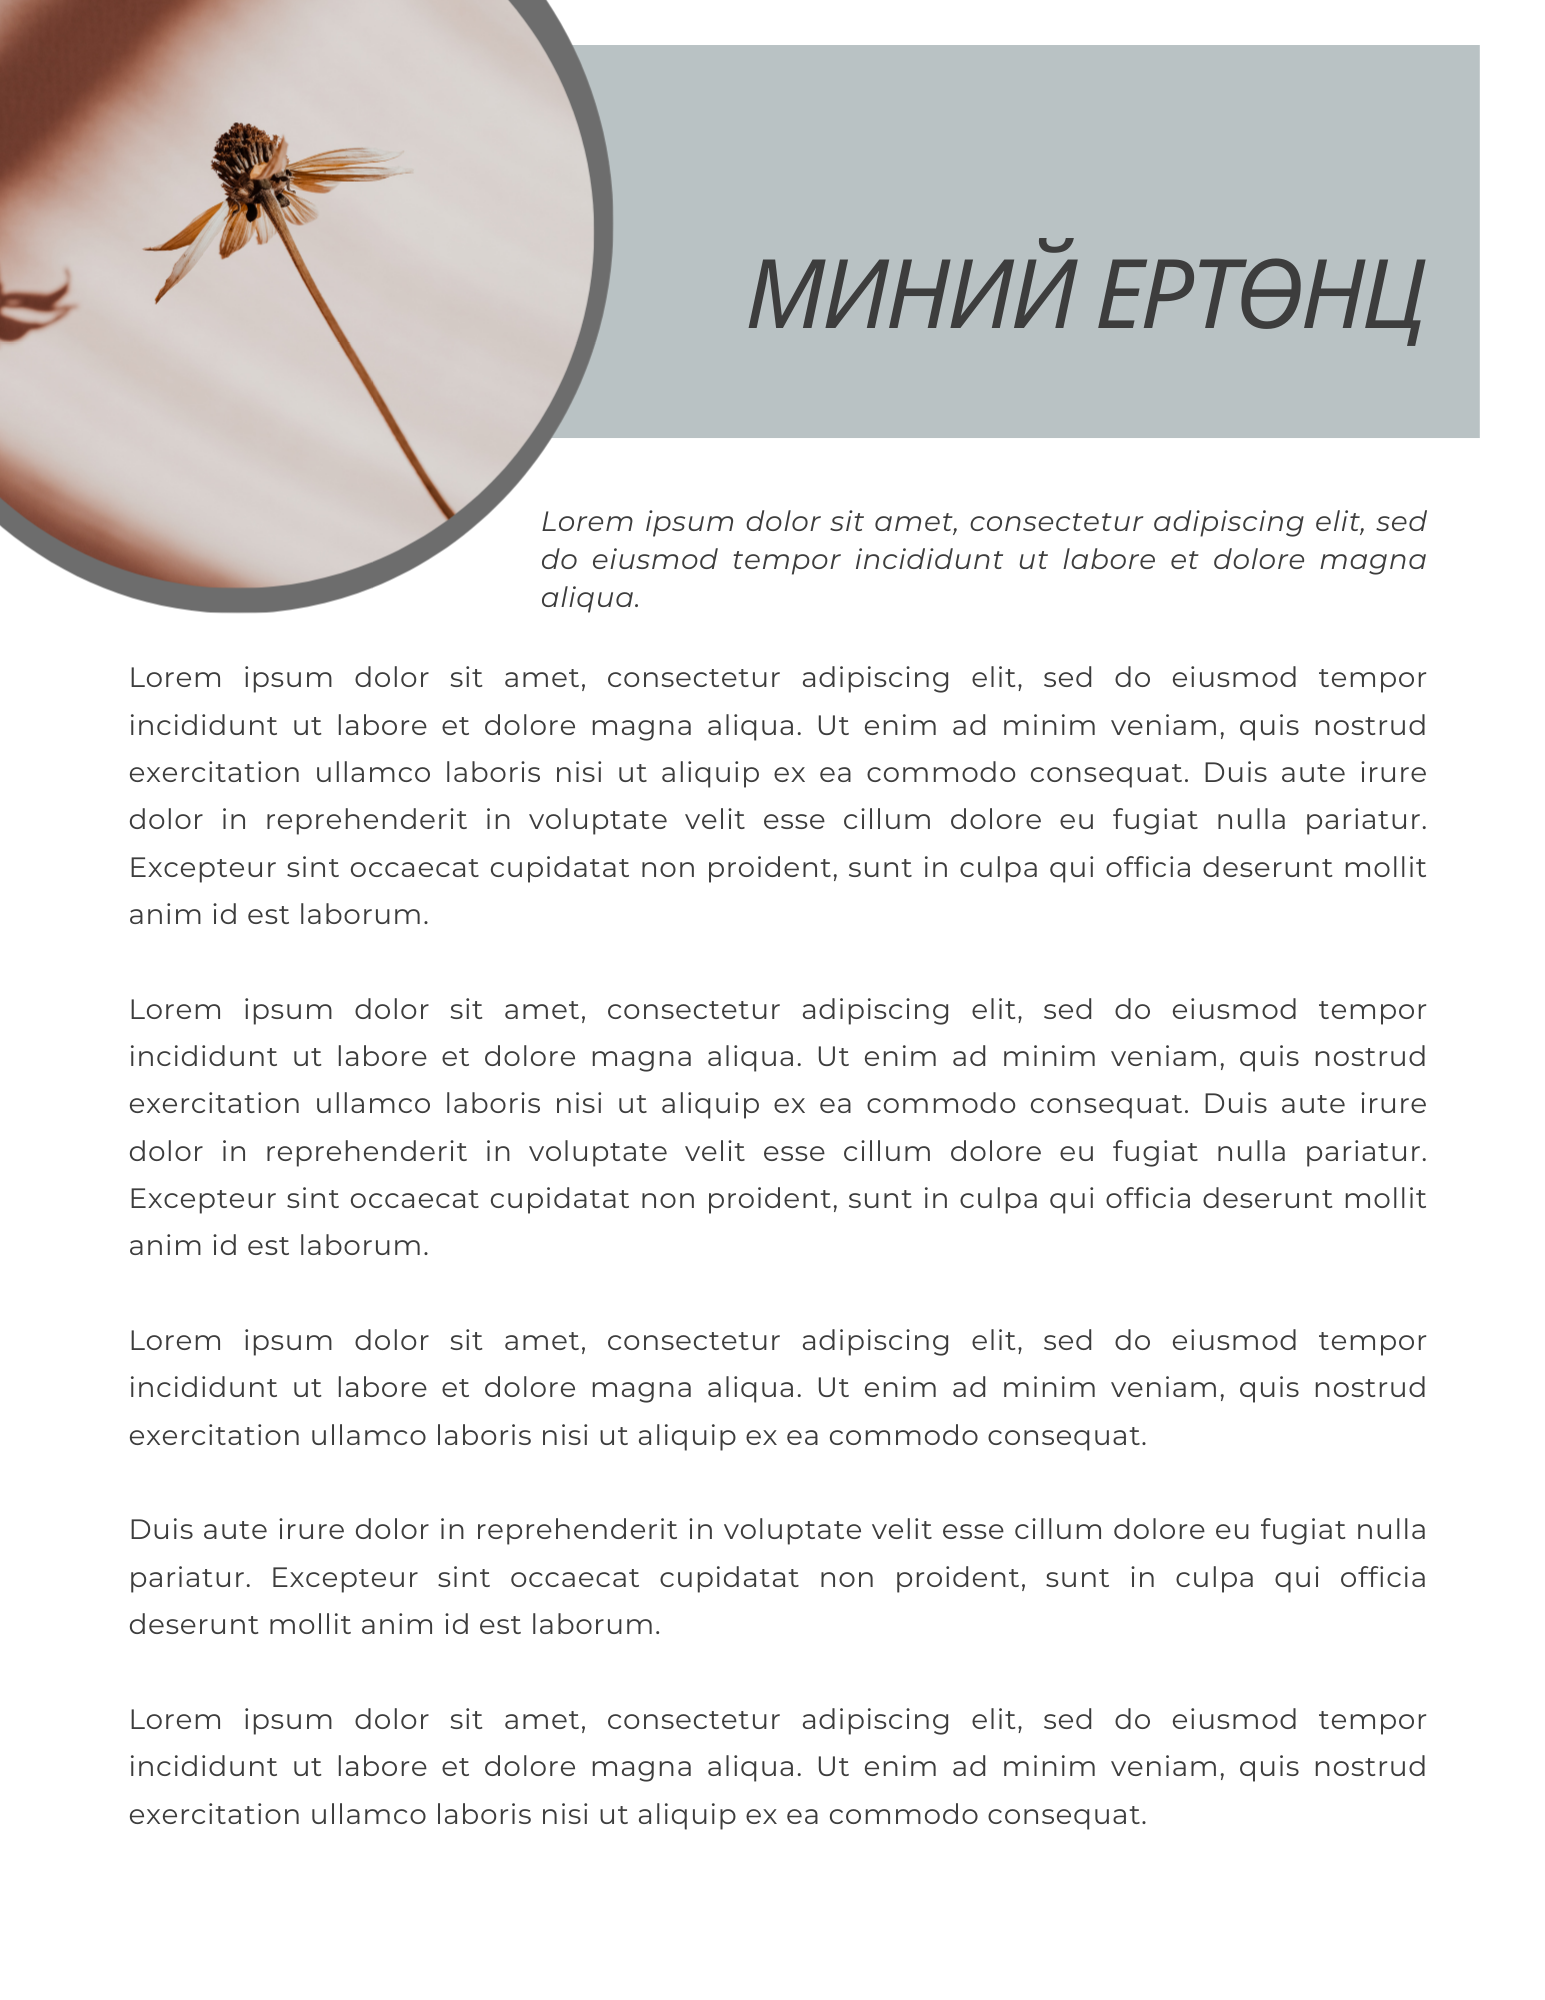 МИНИЙ ЕРТӨНЦ
Lorem ipsum dolor sit amet, consectetur adipiscing elit, sed
do eiusmod tempor incididunt ut labore et dolore magna
aliqua.
Lorem ipsum dolor sit amet, consectetur adipiscing elit, sed do eiusmod tempor
incididunt ut labore et dolore magna aliqua. Ut enim ad minim veniam, quis nostrud
exercitation ullamco laboris nisi ut aliquip ex ea commodo consequat. Duis aute irure
dolor in reprehenderit in voluptate velit esse cillum dolore eu fugiat nulla pariatur.
Excepteur sint occaecat cupidatat non proident, sunt in culpa qui officia deserunt mollit
anim id est laborum.
Lorem ipsum dolor sit amet, consectetur adipiscing elit, sed do eiusmod tempor
incididunt ut labore et dolore magna aliqua. Ut enim ad minim veniam, quis nostrud
exercitation ullamco laboris nisi ut aliquip ex ea commodo consequat. Duis aute irure
dolor in reprehenderit in voluptate velit esse cillum dolore eu fugiat nulla pariatur.
Excepteur sint occaecat cupidatat non proident, sunt in culpa qui officia deserunt mollit
anim id est laborum.
Lorem ipsum dolor sit amet, consectetur adipiscing elit, sed do eiusmod tempor
incididunt ut labore et dolore magna aliqua. Ut enim ad minim veniam, quis nostrud
exercitation ullamco laboris nisi ut aliquip ex ea commodo consequat.
Duis aute irure dolor in reprehenderit in voluptate velit esse cillum dolore eu fugiat nulla
pariatur. Excepteur sint occaecat cupidatat non proident, sunt in culpa qui officia
deserunt mollit anim id est laborum.
Lorem ipsum dolor sit amet, consectetur adipiscing elit, sed do eiusmod tempor
incididunt ut labore et dolore magna aliqua. Ut enim ad minim veniam, quis nostrud
exercitation ullamco laboris nisi ut aliquip ex ea commodo consequat.